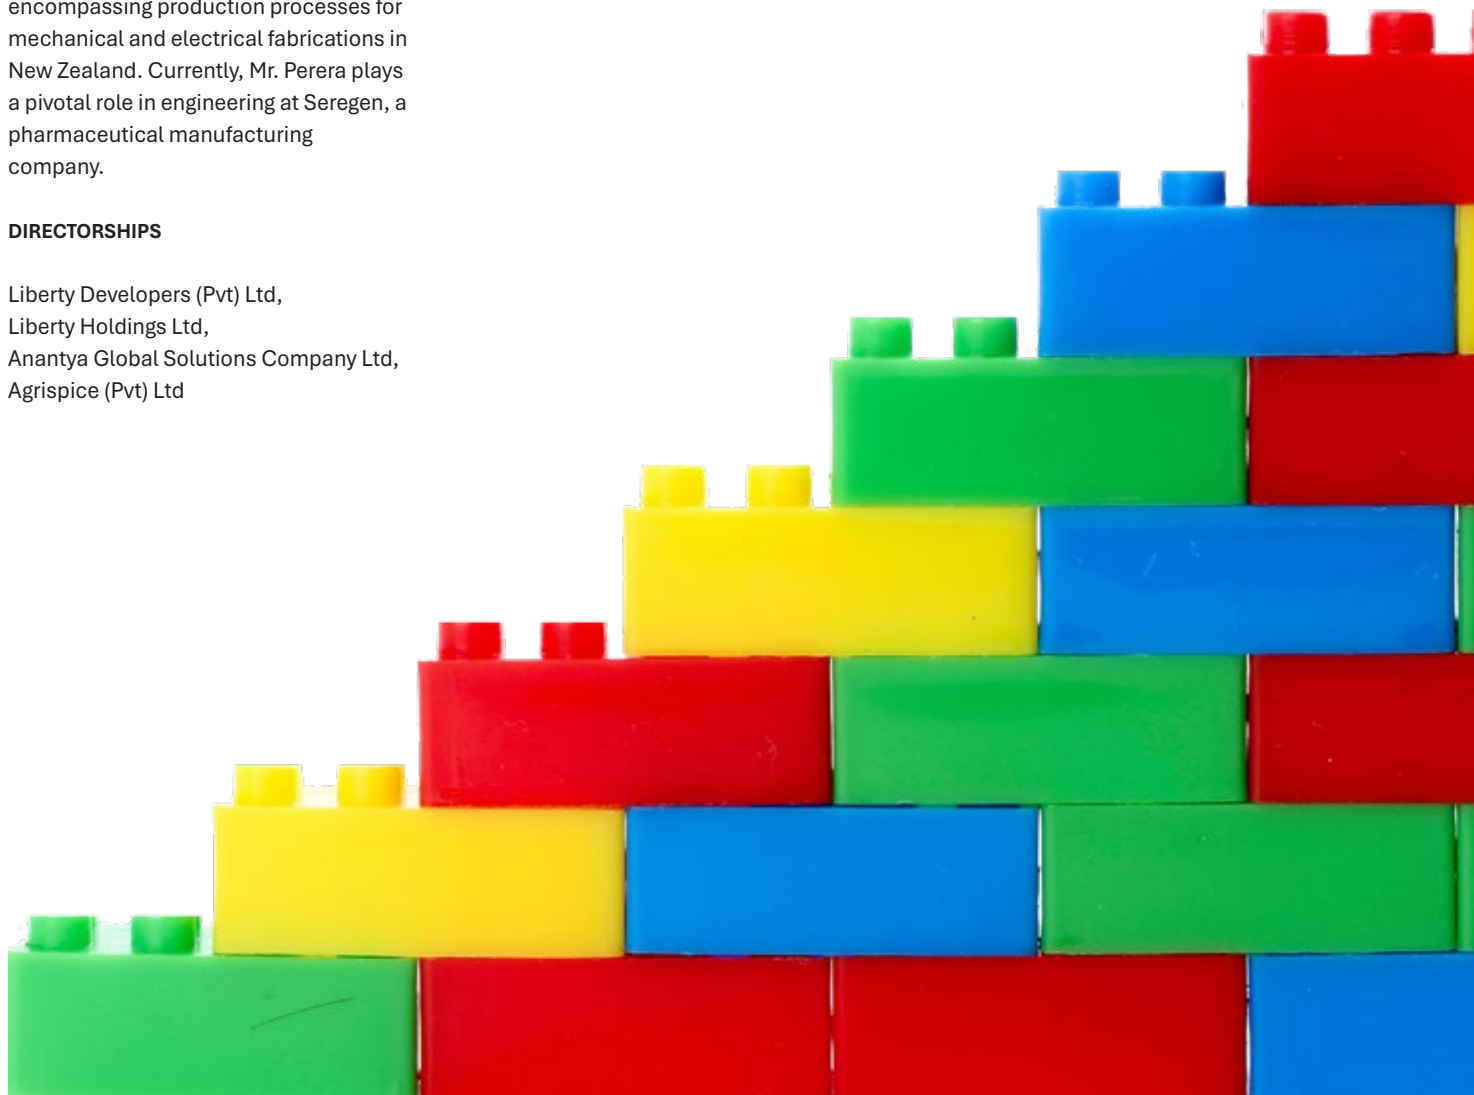 encompassing production processes for
mechanical and electrical fabrications in
New Zealand. Currently, Mr. Perera plays
a pivotal role in engineering at Seregen, a
pharmaceutical manufacturing
company.
DIRECTORSHIPS
Liberty Developers (Pvt) Ltd,
Liberty Holdings Ltd,
Anantya Global Solutions Company Ltd,
Agrispice (Pvt) Ltd